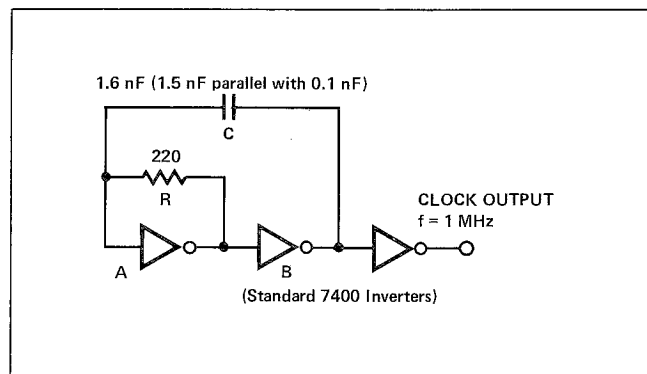 1.6 nF (1.5 nF parallel with 0.1 nF)
C
220
R
CLOCK OUTPUT
f = 1 MHz
A
B
(Standard 7400 Inverters)